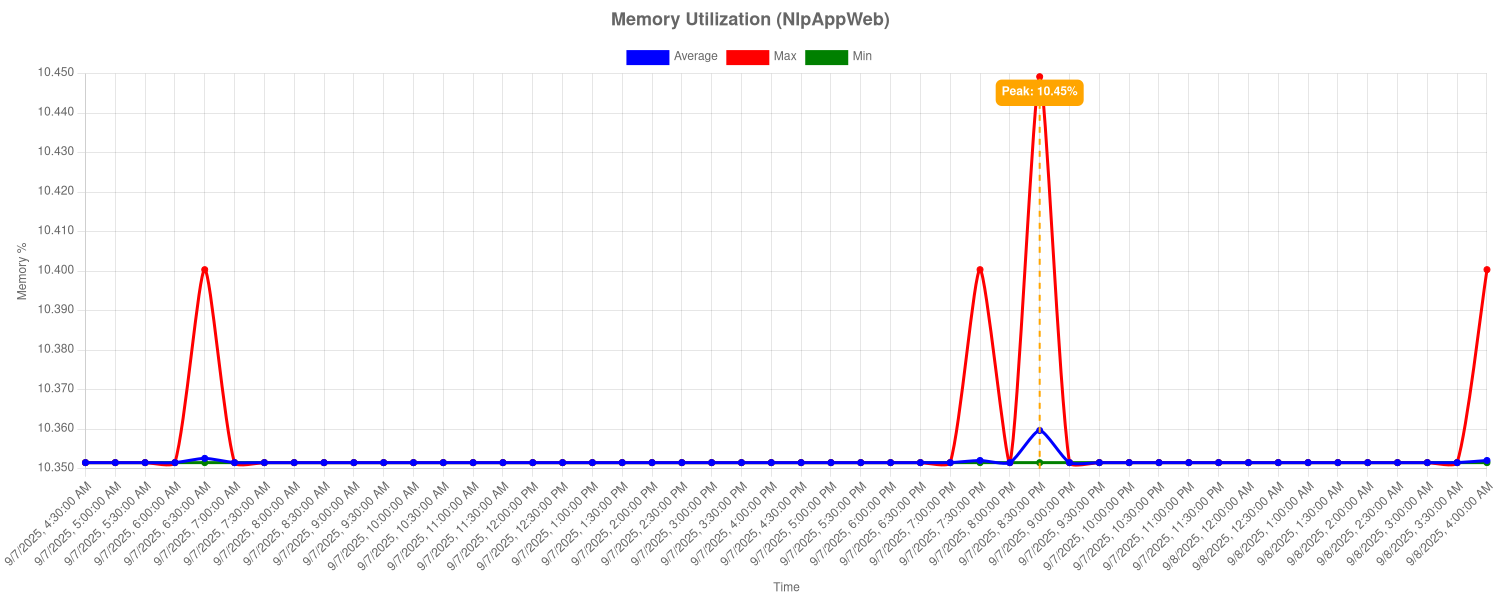 Memory Utilization (NlpAppWeb)
Average Max Min
10.450
Peak: 10.45%
10.440
10.430
10.420
10.410
10.400
10.390
10.380
10.370
10.360
10.350
Memory %
9/7/2025, 4:30:00 AM
9/7/2025, 5:00:00 AM
9/7/2025, 5:30:00 AM
9/7/2025, 6:00:00 AM
9/7/2025, 6:30:00 AM
9/7/2025, 7:00:00 AM
9/7/2025, 7:30:00 AM
9/7/2025, 8:00:00 AM
9/7/2025, 8:30:00 AM
9/7/2025, 9:00:00 AM
9/7/2025, 9:30:00 AM
9/7/2025, 10:00:00 AM
9/7/2025, 10:30:00 AM
9/7/2025, 11:00:00 AM
9/7/2025, 11:30:00 AM
9/7/2025, 12:00:00 PM
9/7/2025, 12:30:00 PM
9/7/2025, 1:00:00 PM
9/7/2025, 1:30:00 PM
9/7/2025, 2:00:00 PM
9/7/2025, 2:30:00 PM
9/7/2025, 3:00:00 PM
9/7/2025, 3:30:00 PM
9/7/2025, 4:00:00 PM
9/7/2025, 4:30:00 PM
9/7/2025, 5:00:00 PM
9/7/2025, 5:30:00 PM
9/7/2025, 6:00:00 PM
9/7/2025, 6:30:00 PM
9/7/2025, 7:00:00 PM
9/7/2025, 7:30:00 PM
9/7/2025, 8:00:00 PM
9/7/2025, 8:30:00 PM
9/7/2025, 9:00:00 PM
9/7/2025, 9:30:00 PM
9/7/2025, 10:00:00 PM
9/7/2025, 10:30:00 PM
9/7/2025, 11:00:00 PM
9/7/2025, 11:30:00 PM
9/8/2025, 12:00:00 AM
9/8/2025, 12:30:00 AM
9/8/2025, 1:00:00 AM
9/8/2025, 1:30:00 AM
9/8/2025, 2:00:00 AM
9/8/2025, 2:30:00 AM
9/8/2025, 3:00:00 AM
9/8/2025, 3:30:00 AM
9/8/2025, 4:00:00 AM
Time